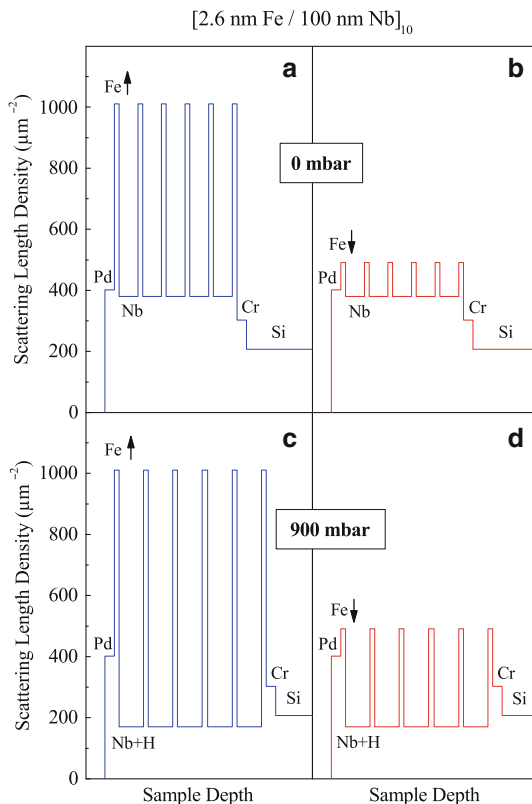 [2.6 nm Fe / 100 nm Nb]10
a
b
Fe
1000
0 mbar
800
600
Fe
Pd
Pd
400
Nb
Nb
Cr
Cr
Si
Si
200
0
Scattering Length Density (μm⁻²)
c
d
Fe
1000
900 mbar
800
600
Fe
Pd
Pd
400
Cr
Cr
Si
Si
200
Nb+H
Nb+H
0
Scattering Length Density (μm⁻²)
Sample Depth
Sample Depth